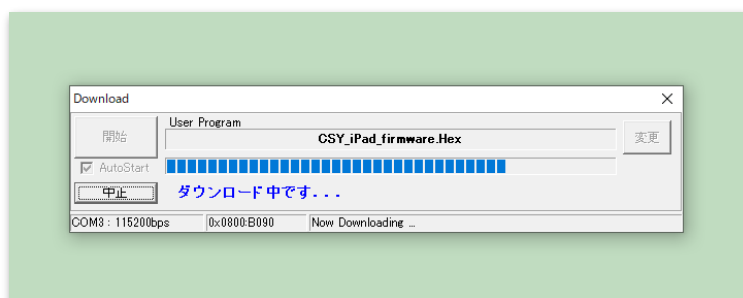 Download
User Program
開始
CSY_iPad_firmware.Hex
変更
AutoStart
中止
ダウンロード中です...
COM3 : 115200bps
0x0800:B090
Now Downloading ...